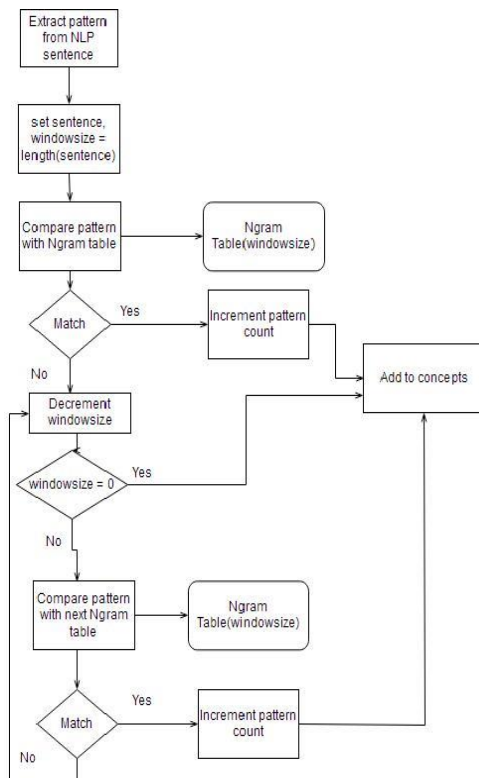 Extract pattern
from NLP
sentence
set sentence,
windowsize =
length(sentence)
Compare pattern
with Ngram table
Ngram
Table(windowsize)
Match
Yes
Increment pattern
count
Add to concepts
No
Decrement
windowsize
windowsize = 0
Yes
No
Compare pattern
with next Ngram
table
Ngram
Table(windowsize)
Match
Yes
Increment pattern
count
No